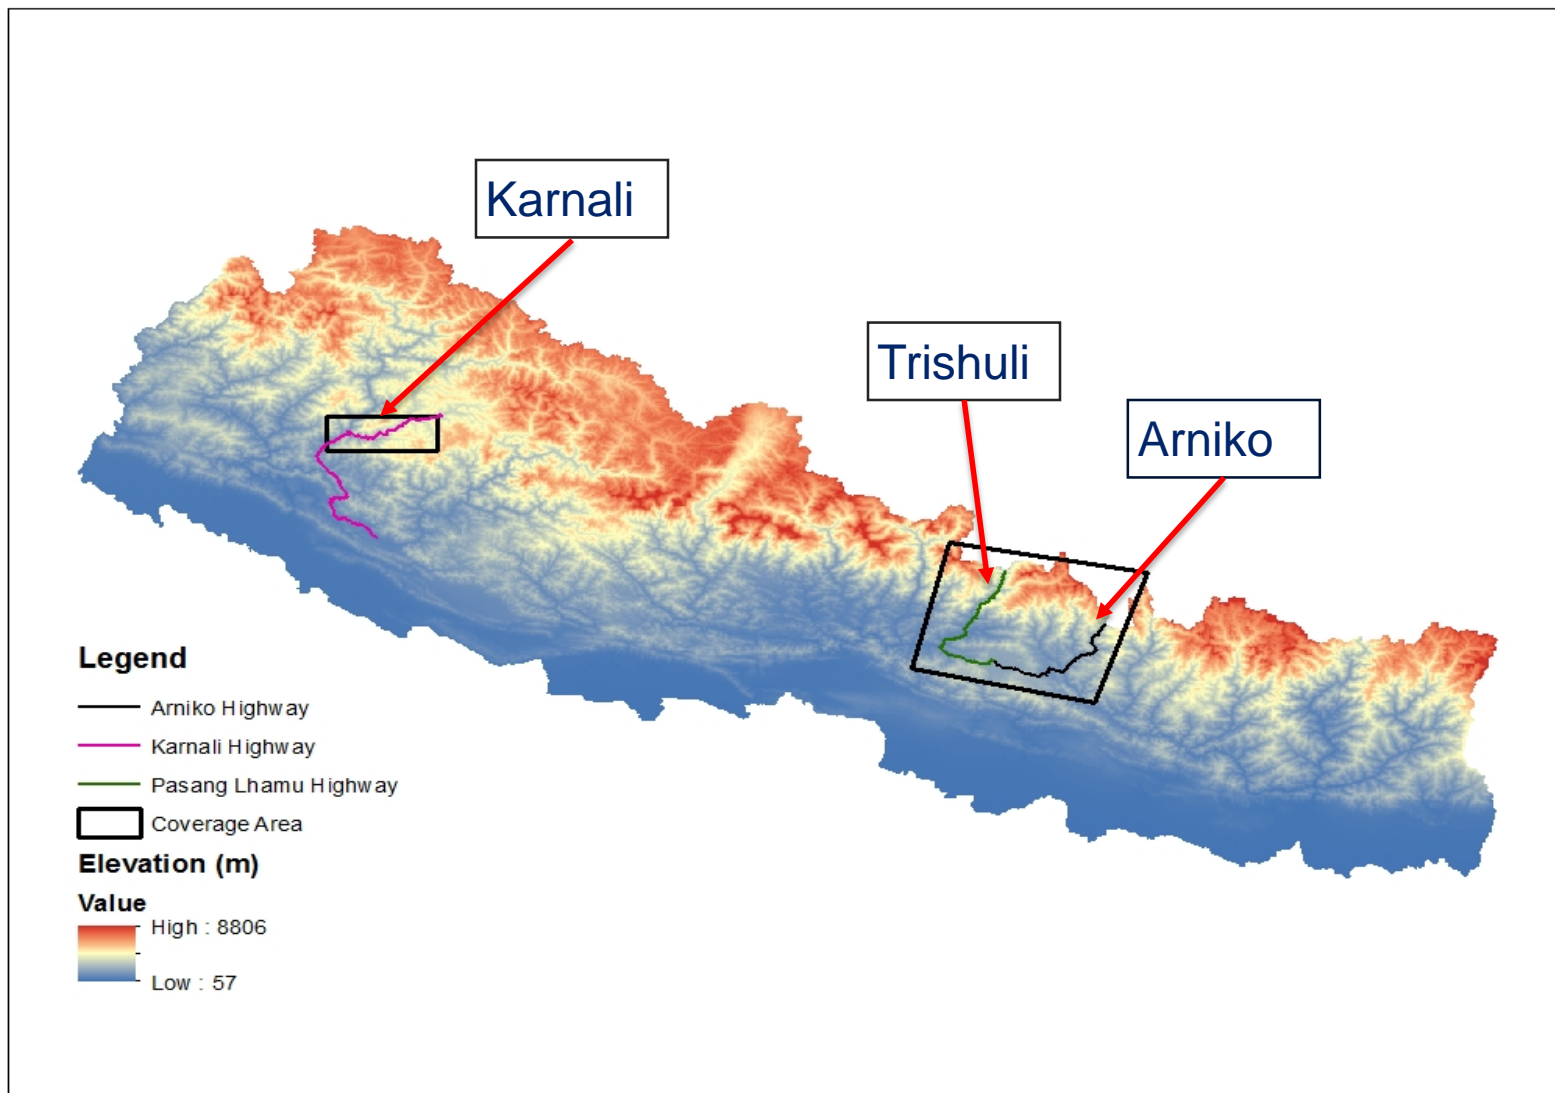 Karnali
Trishuli
Arniko
Legend
Arniko Highway
Karnali Highway
Pasang Lhamu Highway
Coverage Area
Elevation (m)
Value
High : 8806
Low : 57